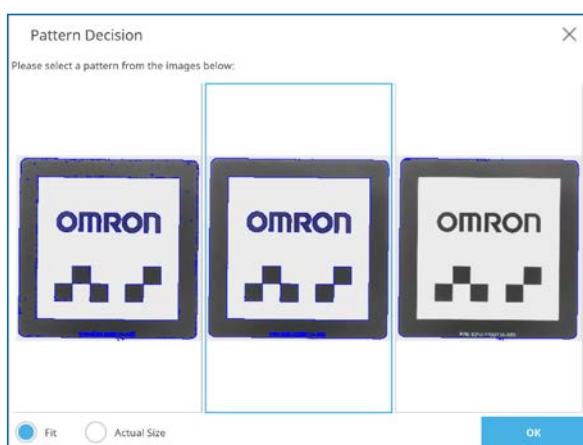 Pattern Decision
Please select a pattern from the images below:
OMRON
OMRON
OMRON
Fit
Actual Size
OK